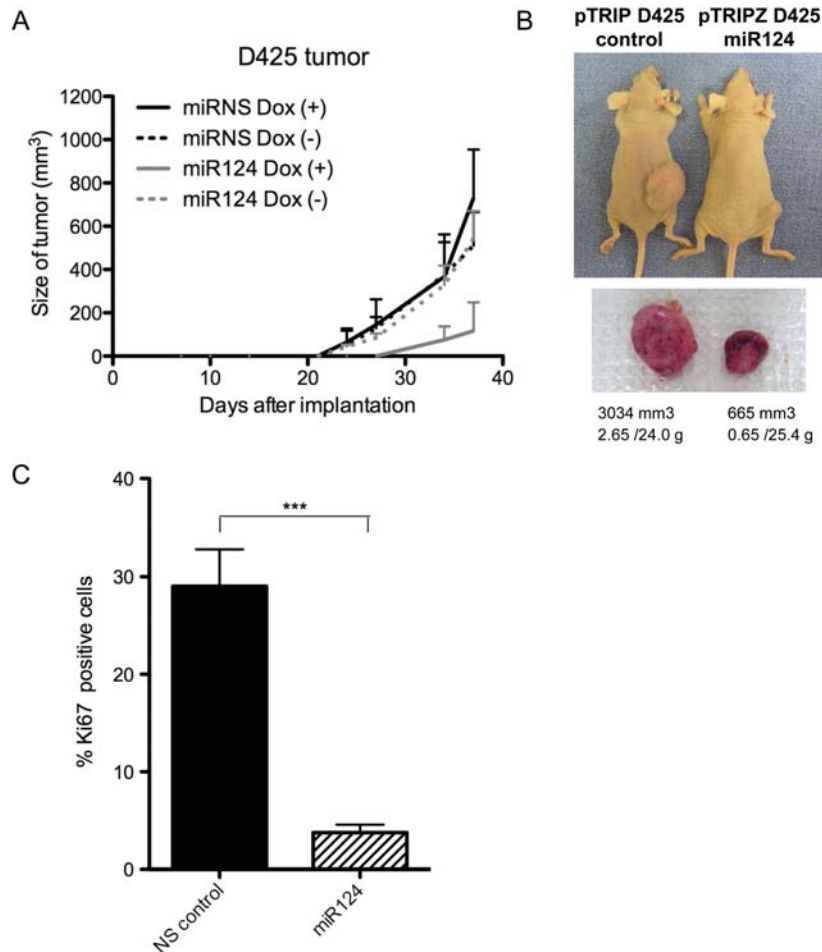 A
D425 tumor
1200
1000
800
600
400
200
0
Size of tumor (mm³)
miRNS Dox (+)
miRNS Dox (-)
miR124 Dox (+)
miR124 Dox (-)
0
10
20
30
40
Days after implantation
B
pTRIP D425
control
pTRIPZ D425
miR124
3034 mm3
2.65 /24.0 g
665 mm3
0.65 /25.4 g
C
40
30
20
10
0
% Ki67 positive cells
***
NS control
miR124